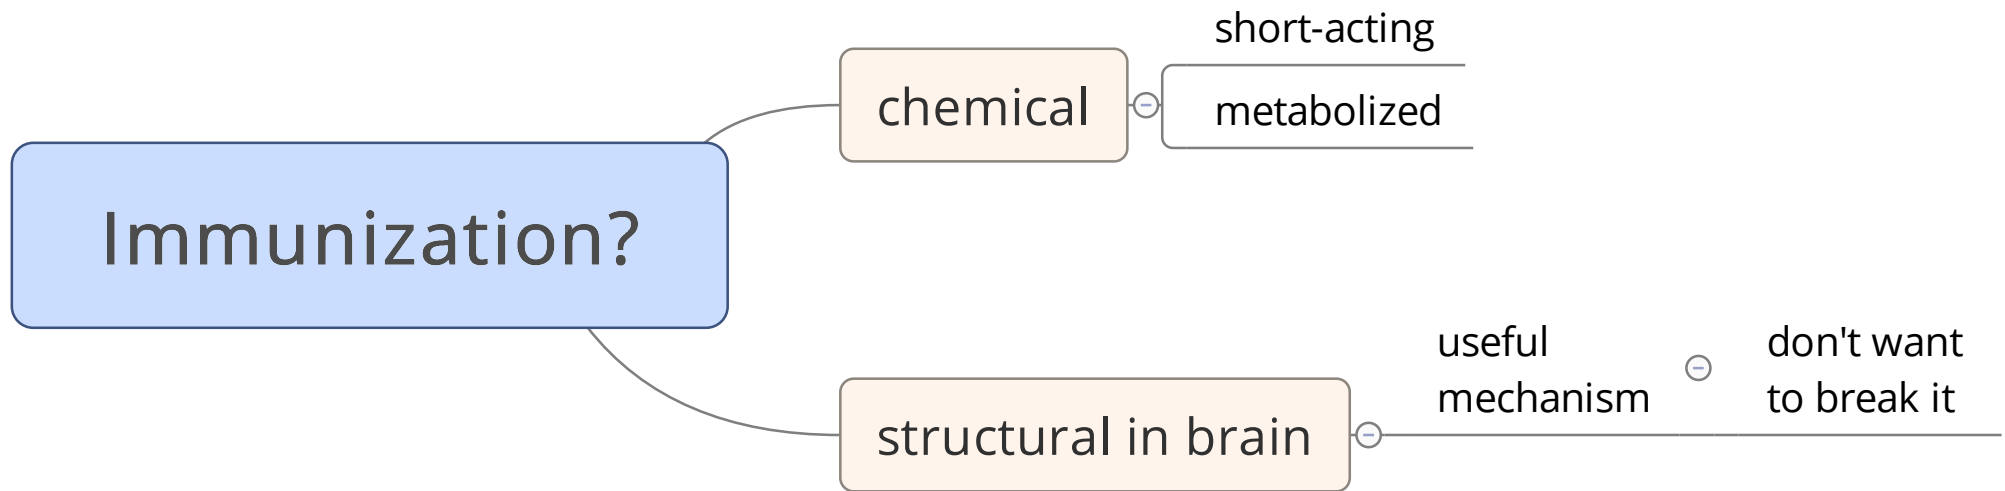 Immunization?
chemical
short-acting
metabolized
structural in brain
useful
mechanism
don't want
to break it